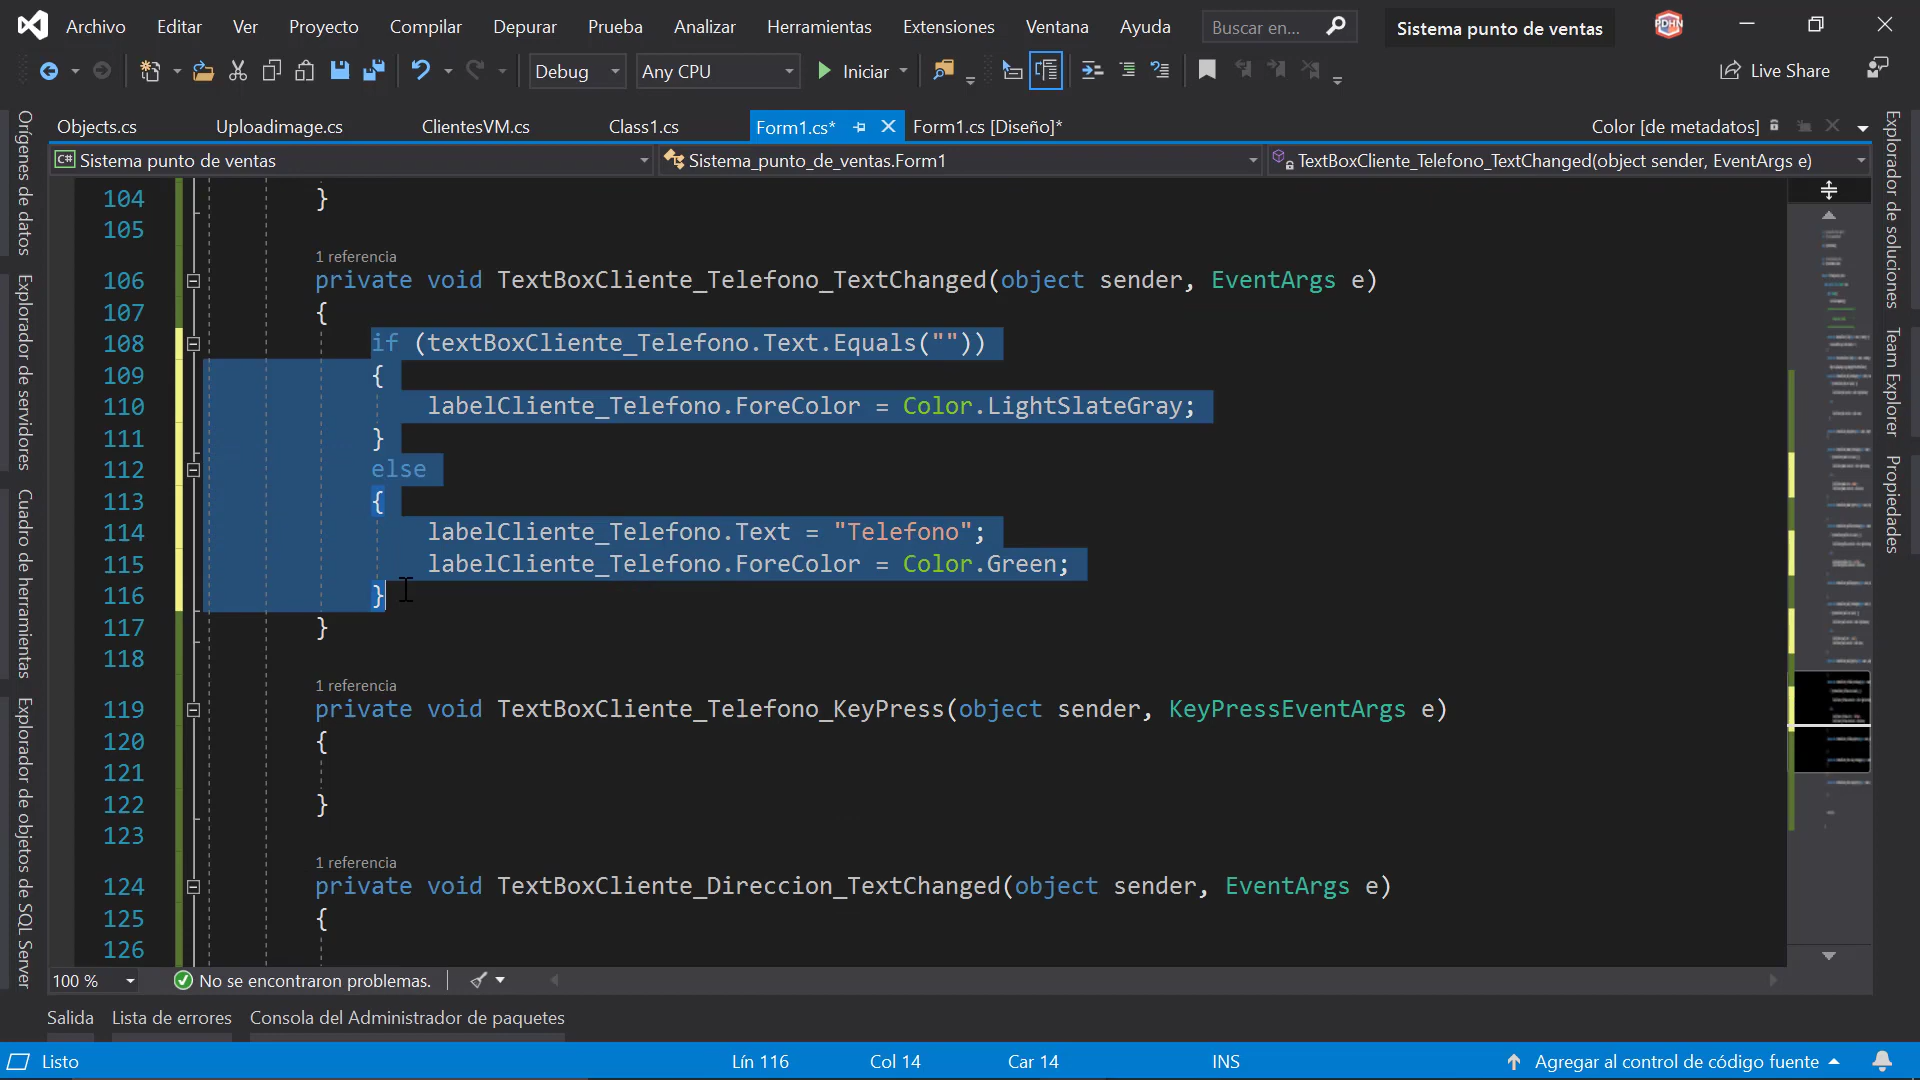 Archivo Editar Ver Proyecto Compilar Depurar Prueba Analizar Herramientas Extensiones Ventana Ayuda Buscar en... Sistema punto de ventas
Debug Any CPU Iniciar Live Share
Objects.cs Uploadimage.cs ClientesVM.cs Class1.cs Form1.cs* Form1.cs [Diseño]* Color [de metadatos]
C# Sistema punto de ventas Sistema_punto_de_ventas.Form1 TextBoxCliente_Telefono_TextChanged(object sender, EventArgs e)
Orígenes de datos
Explorador de servidores
Cuadro de herramientas
Explorador de objetos de SQL Server
104 }
105
1 referencia
106 private void TextBoxCliente_Telefono_TextChanged(object sender, EventArgs e)
107 {
108 if (textBoxCliente_Telefono.Text.Equals(""))
109 {
110 labelCliente_Telefono.ForeColor = Color.LightSlateGray;
111 }
112 else
113 {
114 labelCliente_Telefono.Text = "Telefono";
115 labelCliente_Telefono.ForeColor = Color.Green;
116 }
117 }
118
1 referencia
119 private void TextBoxCliente_Telefono_KeyPress(object sender, KeyPressEventArgs e)
120 {
121
122 }
123
1 referencia
124 private void TextBoxCliente_Direccion_TextChanged(object sender, EventArgs e)
125 {
126
Explorador de soluciones
Team Explorer
Propiedades
100 % No se encontraron problemas.
Salida Lista de errores Consola del Administrador de paquetes
Listo Lín 116 Col 14 Car 14 INS Agregar al control de código fuente